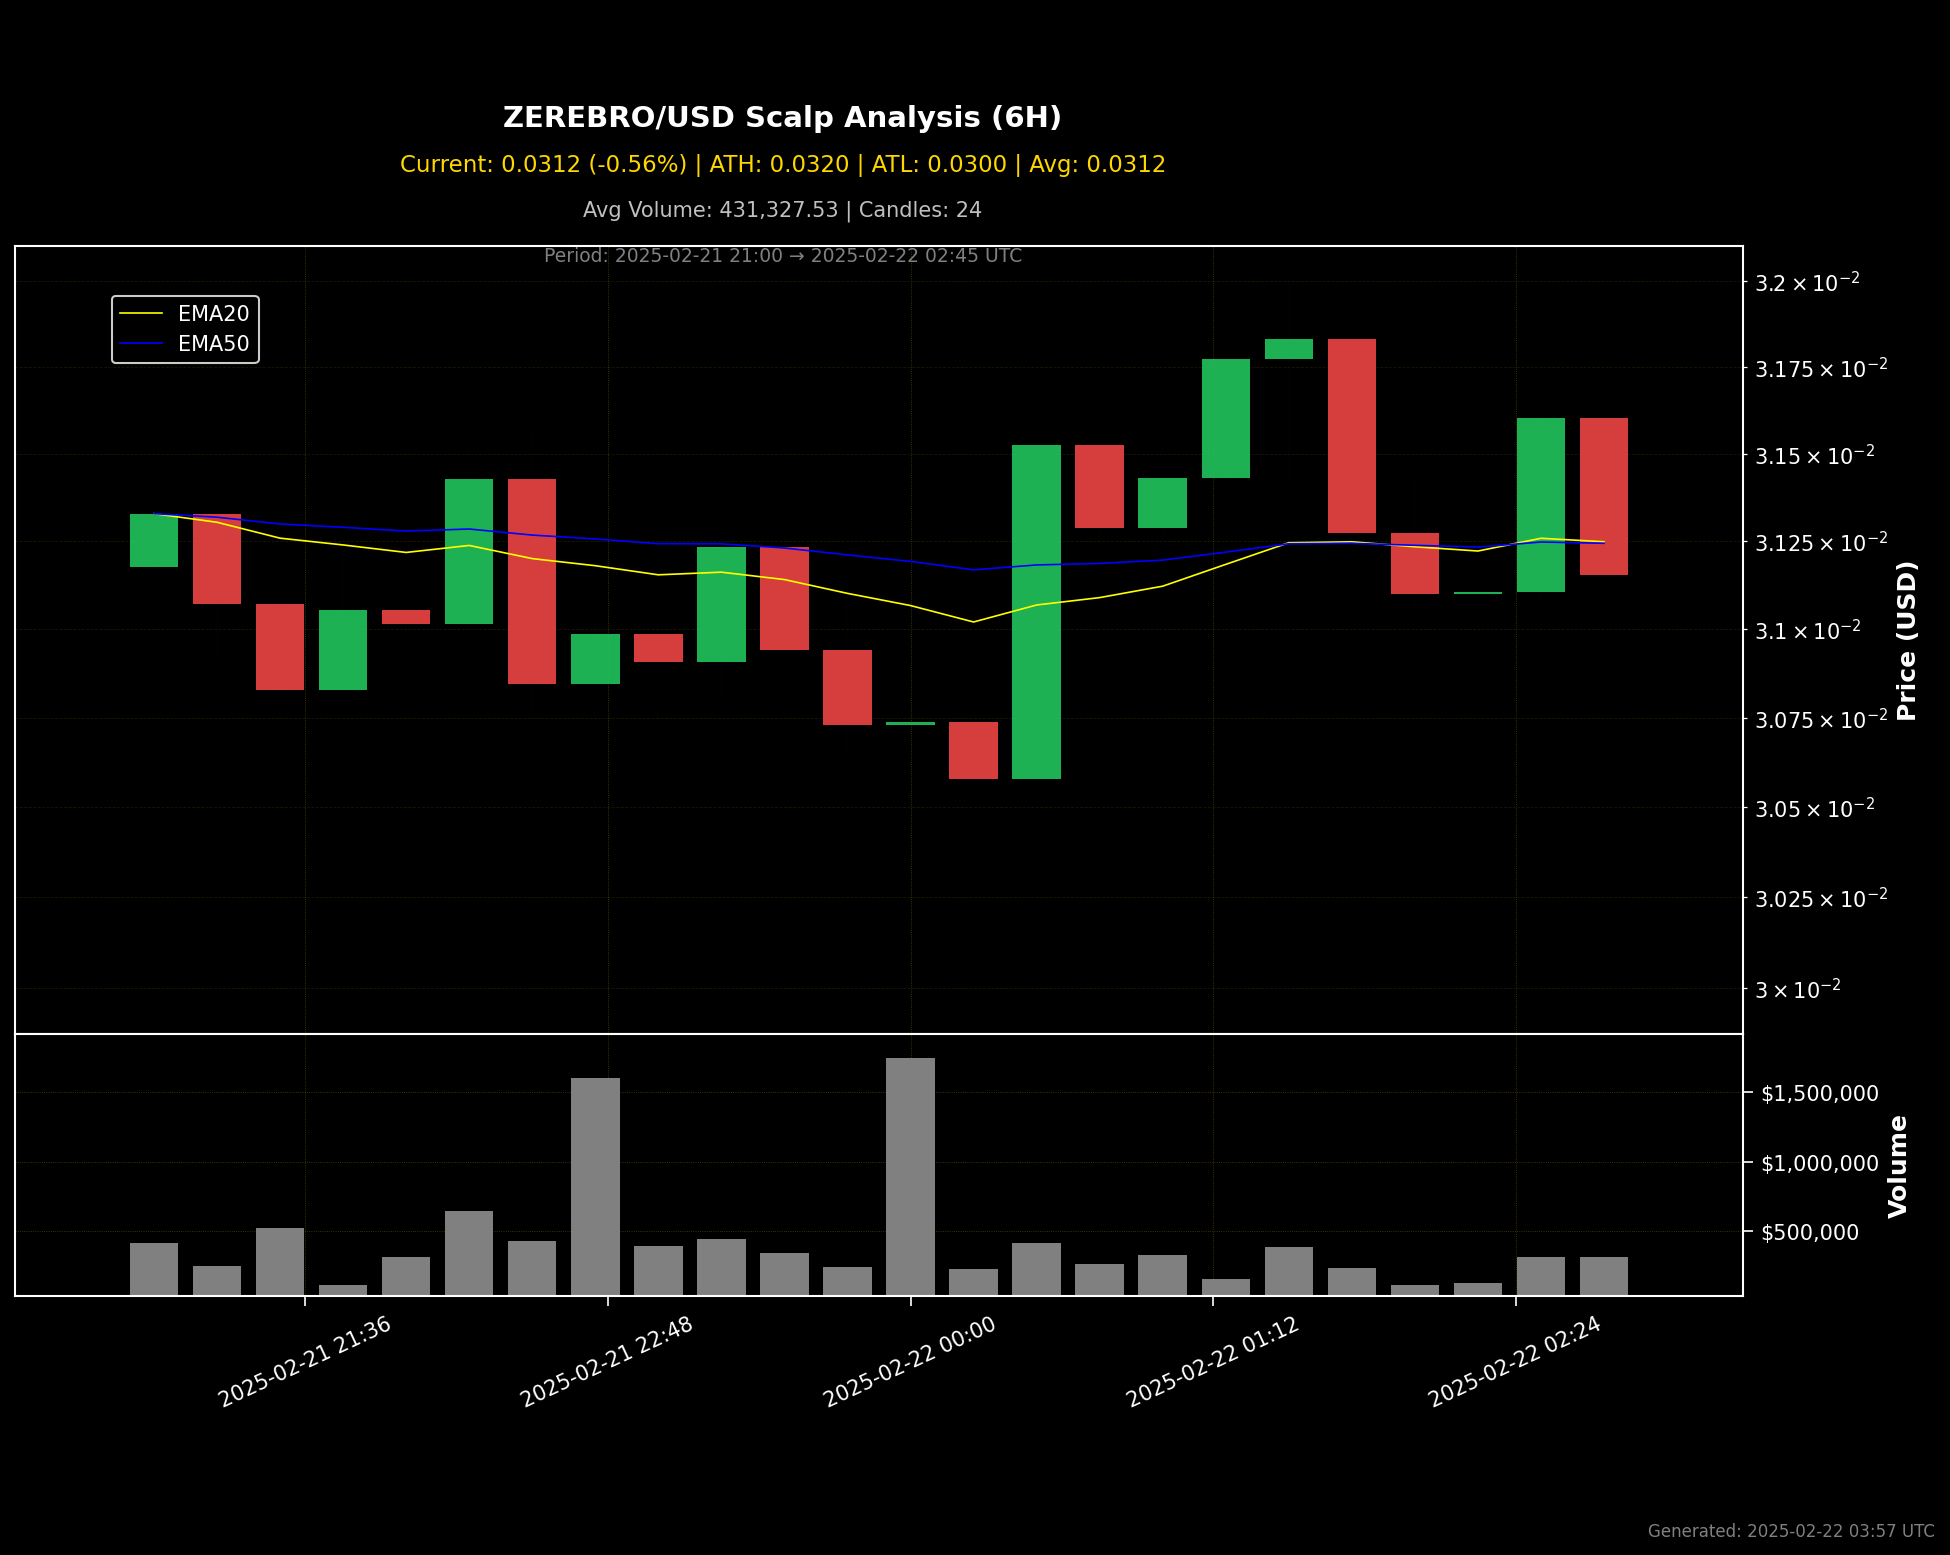 ZEREBRO/USD Scalp Analysis (6H)
Current: 0.0312 (-0.56%) | ATH: 0.0320 | ATL: 0.0300 | Avg: 0.0312
Avg Volume: 431,327.53 | Candles: 24
Period: 2025-02-21 21:00 → 2025-02-22 02:45 UTC
EMA20
EMA50
3.2 × 10⁻²
3.175 × 10⁻²
3.15 × 10⁻²
3.125 × 10⁻²
3.1 × 10⁻²
3.075 × 10⁻²
3.05 × 10⁻²
3.025 × 10⁻²
3 × 10⁻²
Price (USD)
$1,500,000
$1,000,000
$500,000
Volume
2025-02-21 21:36
2025-02-21 22:48
2025-02-22 00:00
2025-02-22 01:12
2025-02-22 02:24
Generated: 2025-02-22 03:57 UTC